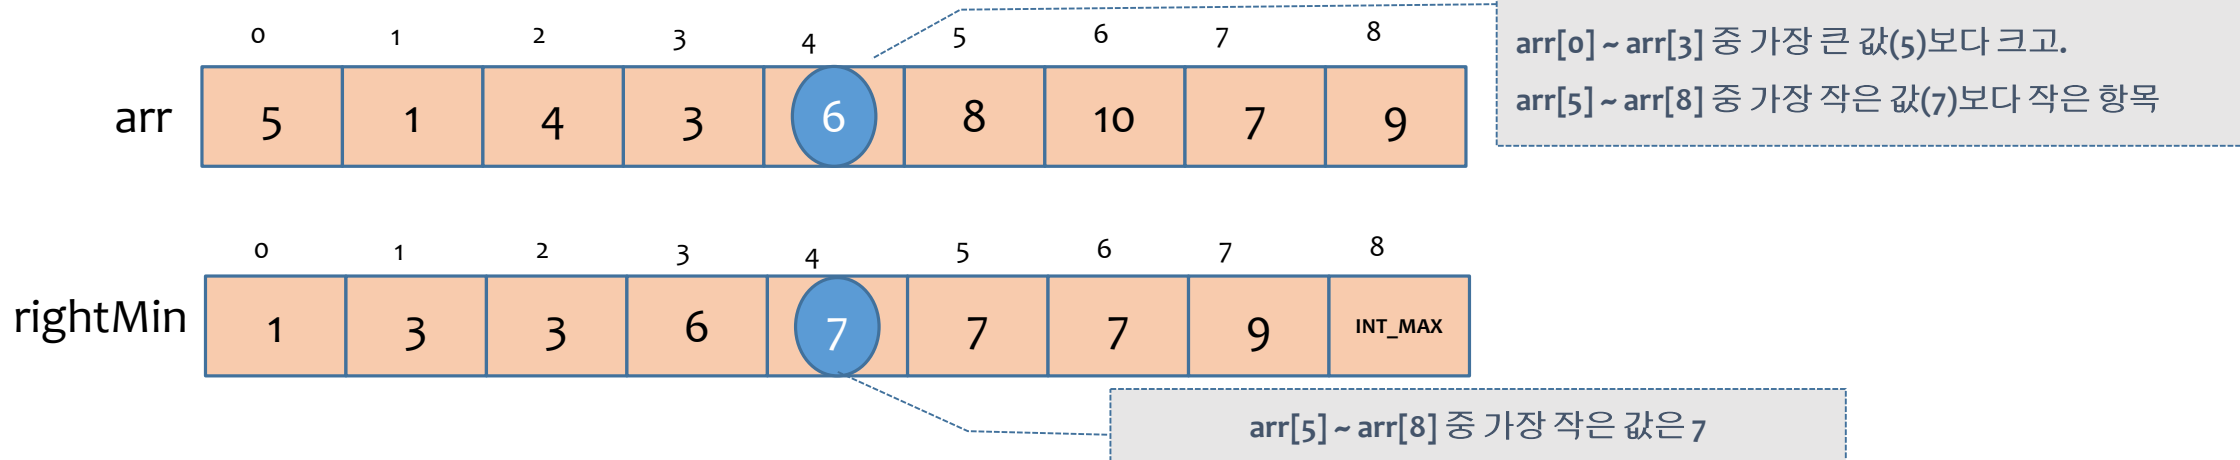 0 1 2 3 4 5 6 7 8
arr[0] ~ arr[3] 중 가장 큰 값(5)보다 크고.
arr[5] ~ arr[8] 중 가장 작은 값(7)보다 작은 항목
arr 5 1 4 3 6 8 10 7 9
0 1 2 3 4 5 6 7 8
rightMin 1 3 3 6 7 7 7 9 INT_MAX
arr[5] ~ arr[8] 중 가장 작은 값은 7